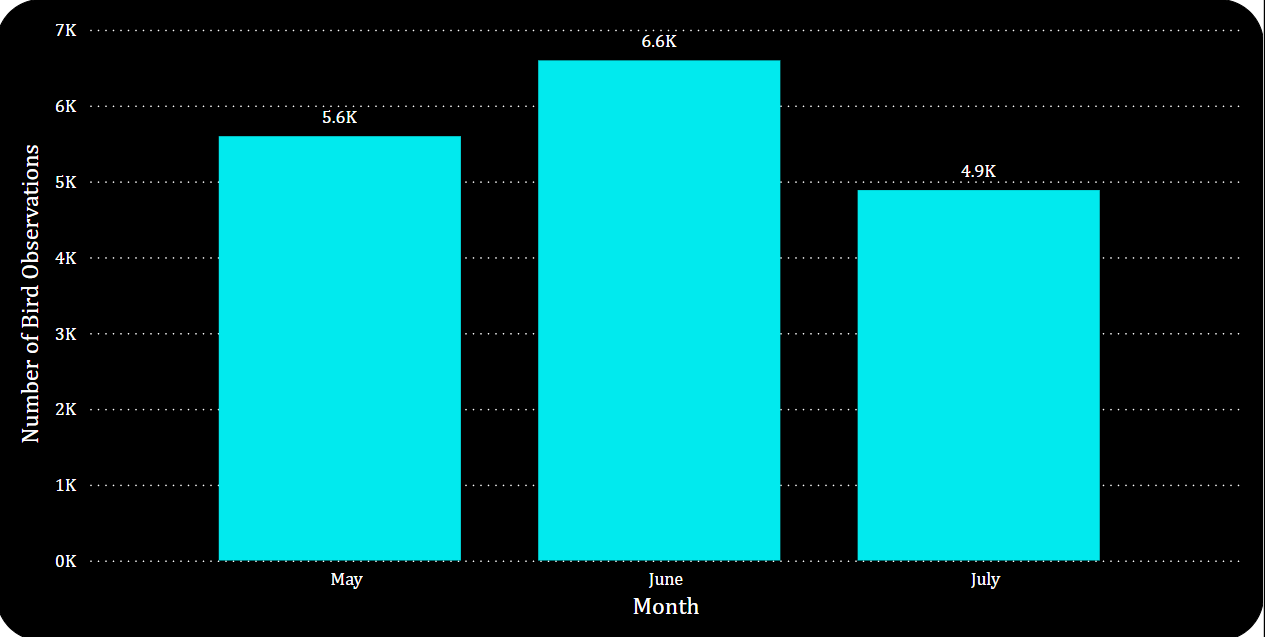 Number of Bird Observations
7K
6K
5K
4K
3K
2K
1K
0K
5.6K
6.6K
4.9K
May June July
Month